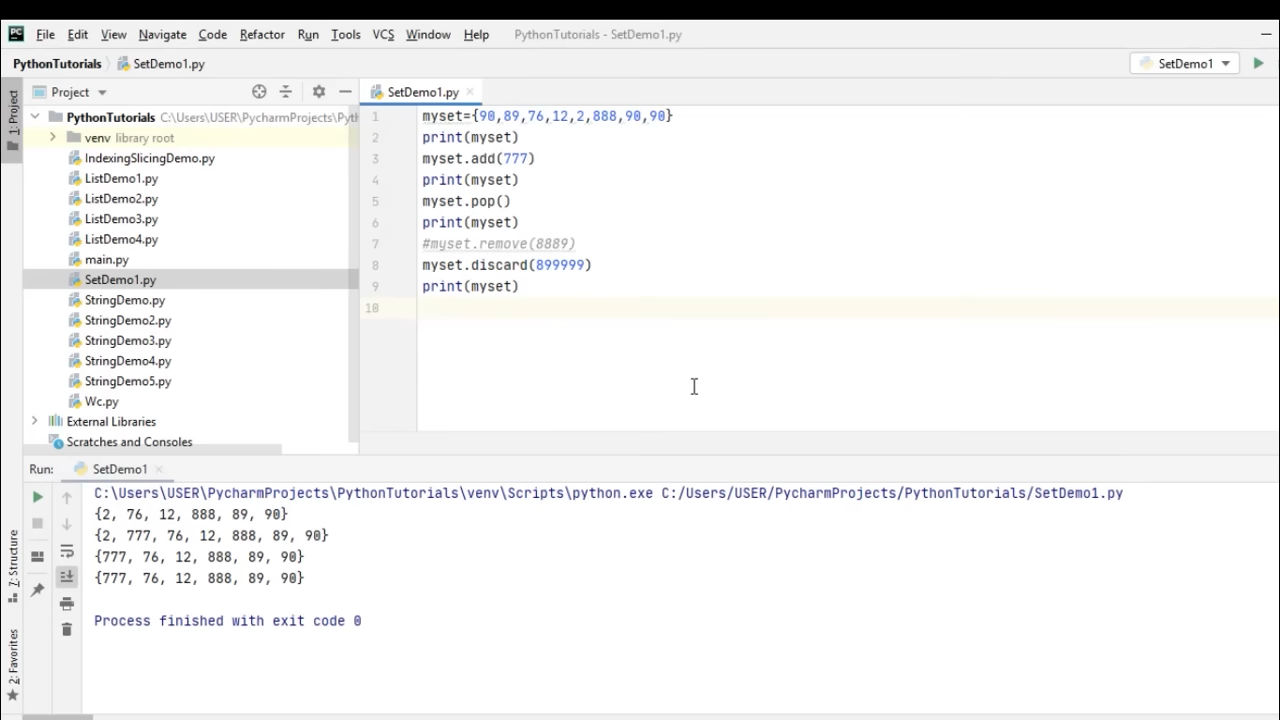 PC File Edit View Navigate Code Refactor Run Tools VCS Window Help PythonTutorials - SetDemo1.py
PythonTutorials SetDemo1.py SetDemo1
1: Project
Project
SetDemo1.py
PythonTutorials C:\Users\USER\PycharmProjects\Pyth
venv library root
IndexingSlicingDemo.py
ListDemo1.py
ListDemo2.py
ListDemo3.py
ListDemo4.py
main.py
SetDemo1.py
StringDemo.py
StringDemo2.py
StringDemo3.py
StringDemo4.py
StringDemo5.py
Wc.py
External Libraries
Scratches and Consoles
1 myset={90,89,76,12,2,888,90,90}
2 print(myset)
3 myset.add(777)
4 print(myset)
5 myset.pop()
6 print(myset)
7 #myset.remove(8889)
8 myset.discard(899999)
9 print(myset)
10
Run: SetDemo1
C:\Users\USER\PycharmProjects\PythonTutorials\venv\Scripts\python.exe C:/Users/USER/PycharmProjects/PythonTutorials/SetDemo1.py
{2, 76, 12, 888, 89, 90}
{2, 777, 76, 12, 888, 89, 90}
{777, 76, 12, 888, 89, 90}
{777, 76, 12, 888, 89, 90}
Process finished with exit code 0
7: Structure
2: Favorites